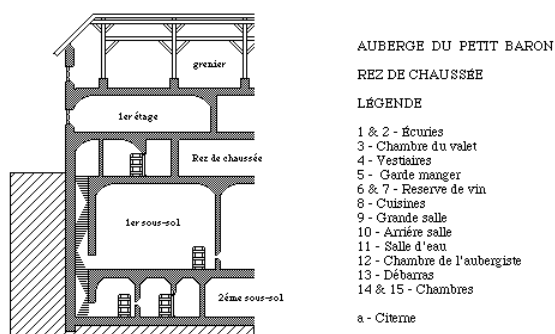 grenier
1er étage
Rez de chaussée
1er sous-sol
2éme sous-sol
AUBERGE DU PETIT BARON
REZ DE CHAUSSÉE
LÉGENDE
1 & 2 - Écuries
3 - Chambre du valet
4 - Vestiaires
5 - Garde manger
6 & 7 - Reserve de vin
8 - Cuisines
9 - Grande salle
10 - Arriére salle
11 - Salle d'eau
12 - Chambre de l'aubergiste
13 - Débarras
14 & 15 - Chambres
a - Citerne